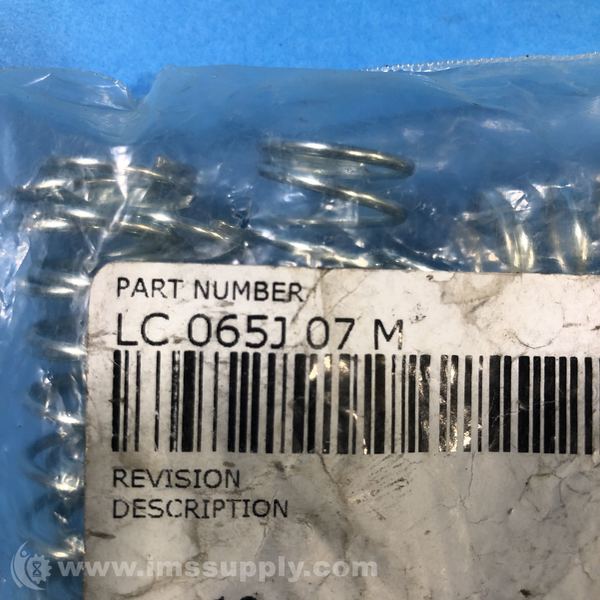 PART NUMBER
LC 065J 07 M
REVISION
DESCRIPTION
www.imssupply.com